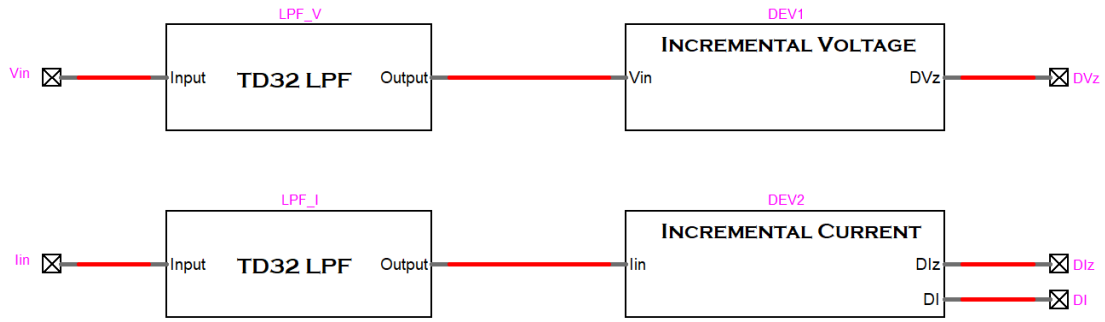 LPF_V
DEV1
INCREMENTAL VOLTAGE
Vin
Input
TD32 LPF
Output
Vin
DVz
DVz
LPF_I
DEV2
INCREMENTAL CURRENT
Iin
Input
TD32 LPF
Output
Iin
DIz
DIz
DI
DI